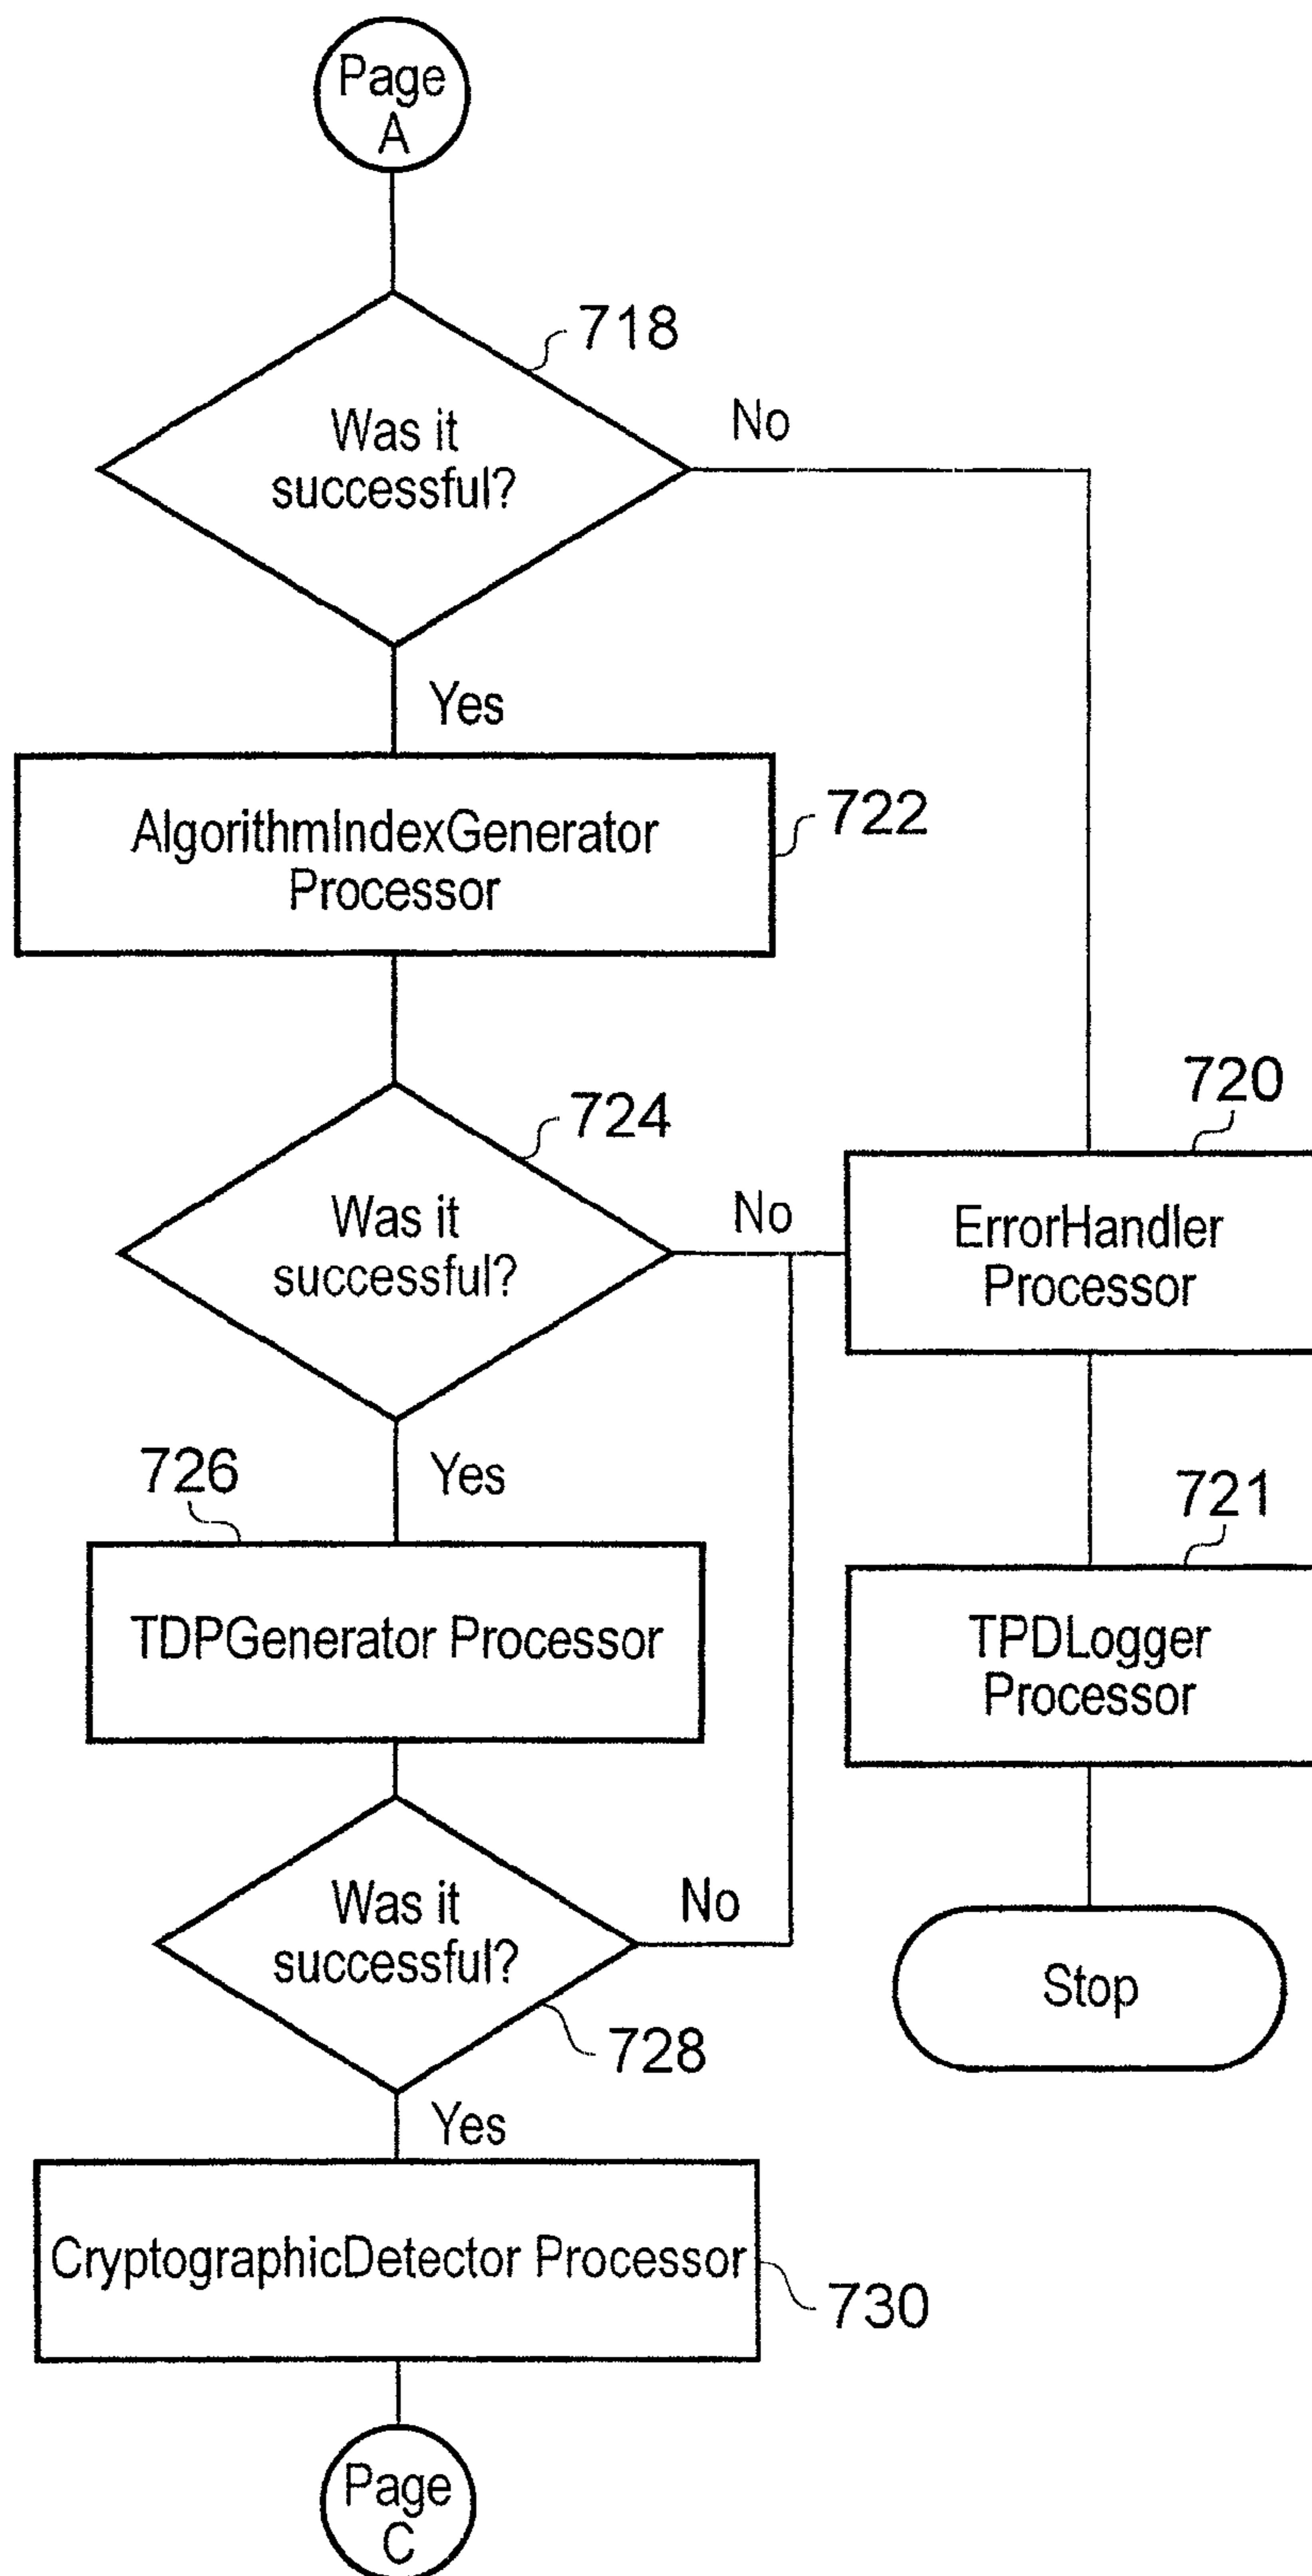 Page
A
718
Was it
successful?
No
Yes
AlgorithmIndexGenerator
Processor
722
724
Was it
successful?
No
720
ErrorHandler
Processor
Yes
726
TDPGenerator Processor
721
TPDLogger
Processor
Was it
successful?
No
728
Stop
Yes
CryptographicDetector Processor
730
Page
C